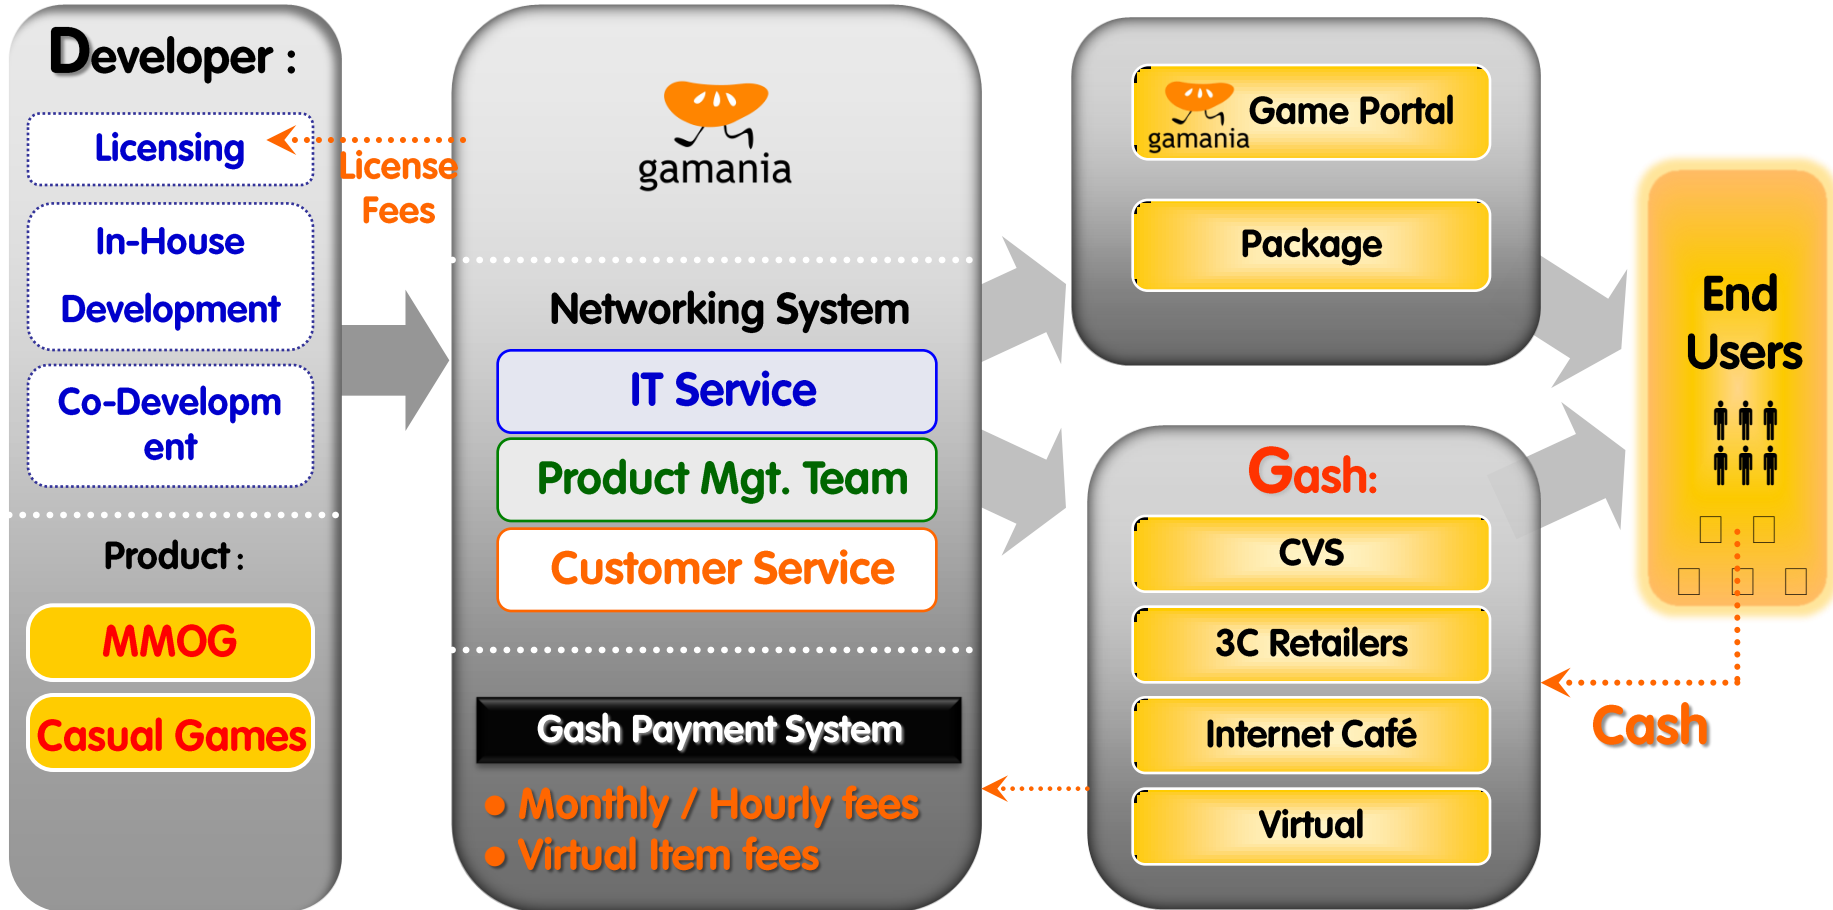 Developer :
Licensing
In-House
Development
Co-Developm
ent
Product :
MMOG
Casual Games
License
Fees
gamania
Networking System
IT Service
Product Mgt. Team
Customer Service
Gash Payment System
● Monthly / Hourly fees
● Virtual Item fees
gamania Game Portal
Package
Gash:
CVS
3C Retailers
Internet Café
Virtual
End
Users
Cash